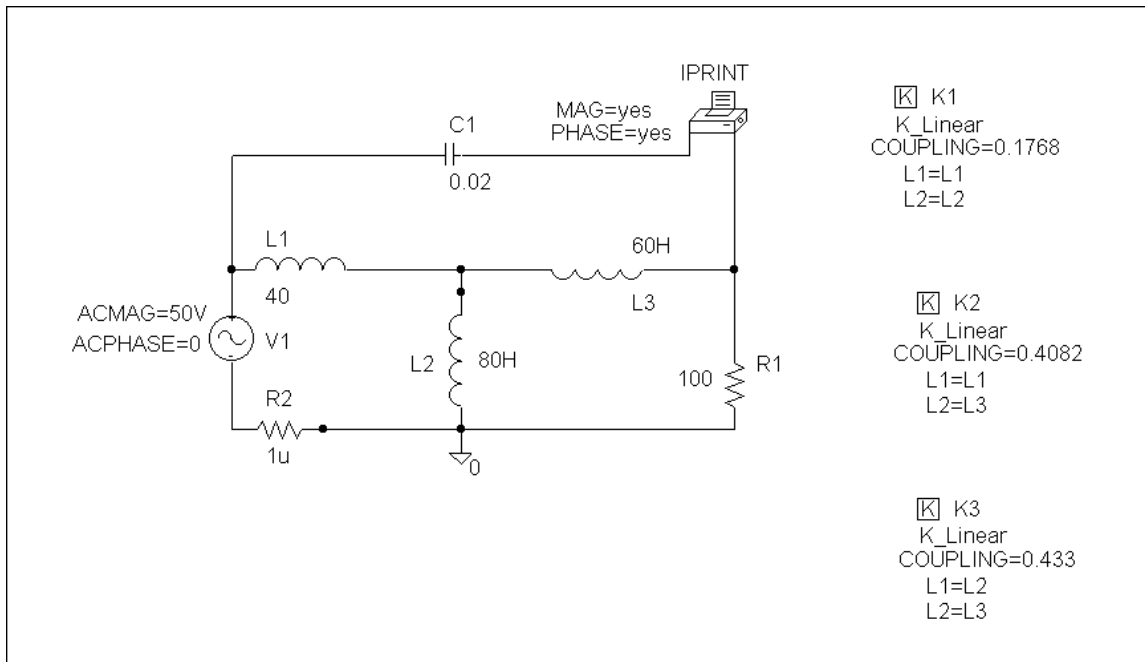 IPRINT
MAG=yes
PHASE=yes
C1
0.02
L1
40
60H
L3
ACMAG=50V
ACPHASE=0
V1
L2
80H
100
R1
R2
1u
0
K K1
K_Linear
COUPLING=0.1768
L1=L1
L2=L2
K K2
K_Linear
COUPLING=0.4082
L1=L1
L2=L3
K K3
K_Linear
COUPLING=0.433
L1=L2
L2=L3